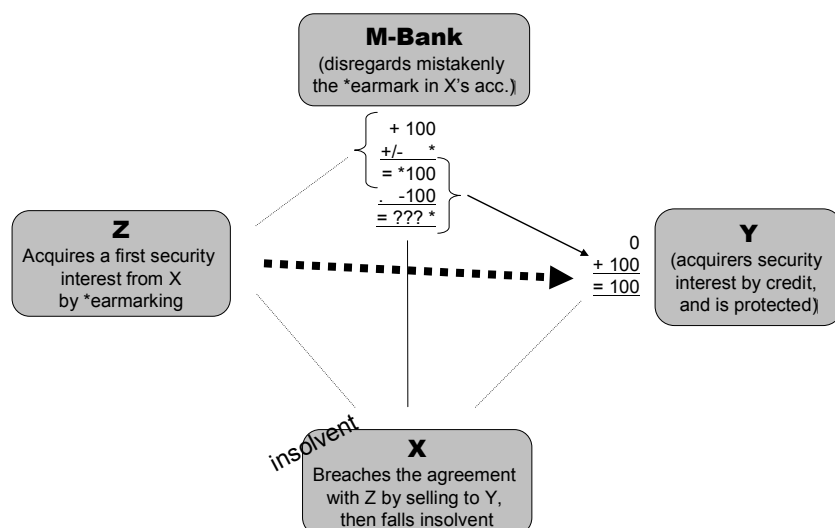 M-Bank
(disregards mistakenly
the *earmark in X's acc.)
+ 100
+/- *
= *100
. -100
= ??? *
Z
Acquires a first security
interest from X
by *earmarking
0
+ 100
= 100
Y
(acquirers security
interest by credit,
and is protected)
insolvent
X
Breaches the agreement
with Z by selling to Y,
then falls insolvent